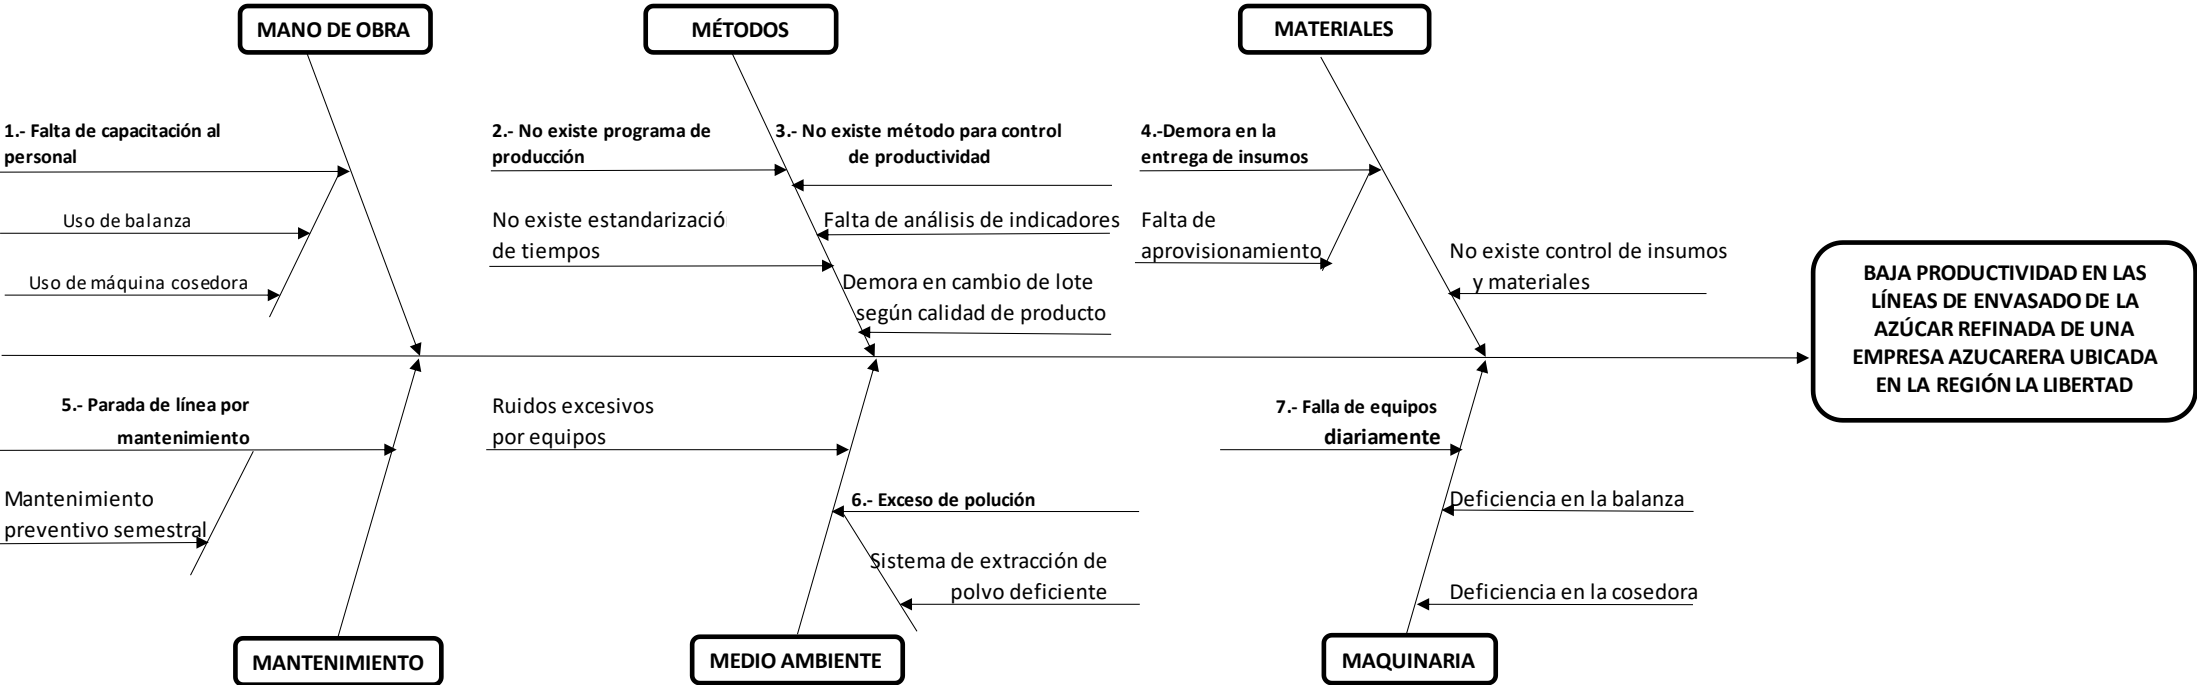 MANO DE OBRA
MÉTODOS
MATERIALES
1.- Falta de capacitación al
personal
Uso de balanza
Uso de máquina cosedora
2.- No existe programa de
producción
No existe estandarizació
de tiempos
3.- No existe método para control
de productividad
Falta de análisis de indicadores
Demora en cambio de lote
según calidad de producto
4.-Demora en la
entrega de insumos
Falta de
aprovisionamiento
No existe control de insumos
y materiales
BAJA PRODUCTIVIDAD EN LAS
LÍNEAS DE ENVASADO DE LA
AZÚCAR REFINADA DE UNA
EMPRESA AZUCARERA UBICADA
EN LA REGIÓN LA LIBERTAD
5.- Parada de línea por
mantenimiento
Mantenimiento
preventivo semestral
Ruidos excesivos
por equipos
6.- Exceso de polución
Sistema de extracción de
polvo deficiente
7.- Falla de equipos
diariamente
Deficiencia en la balanza
Deficiencia en la cosedora
MANTENIMIENTO
MEDIO AMBIENTE
MAQUINARIA